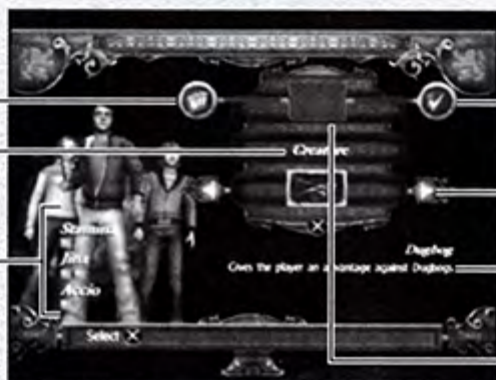 Creature
Stamina
Jinx
Accio
Dugbog
Gives the player an advantage against Dugbogs.
Select